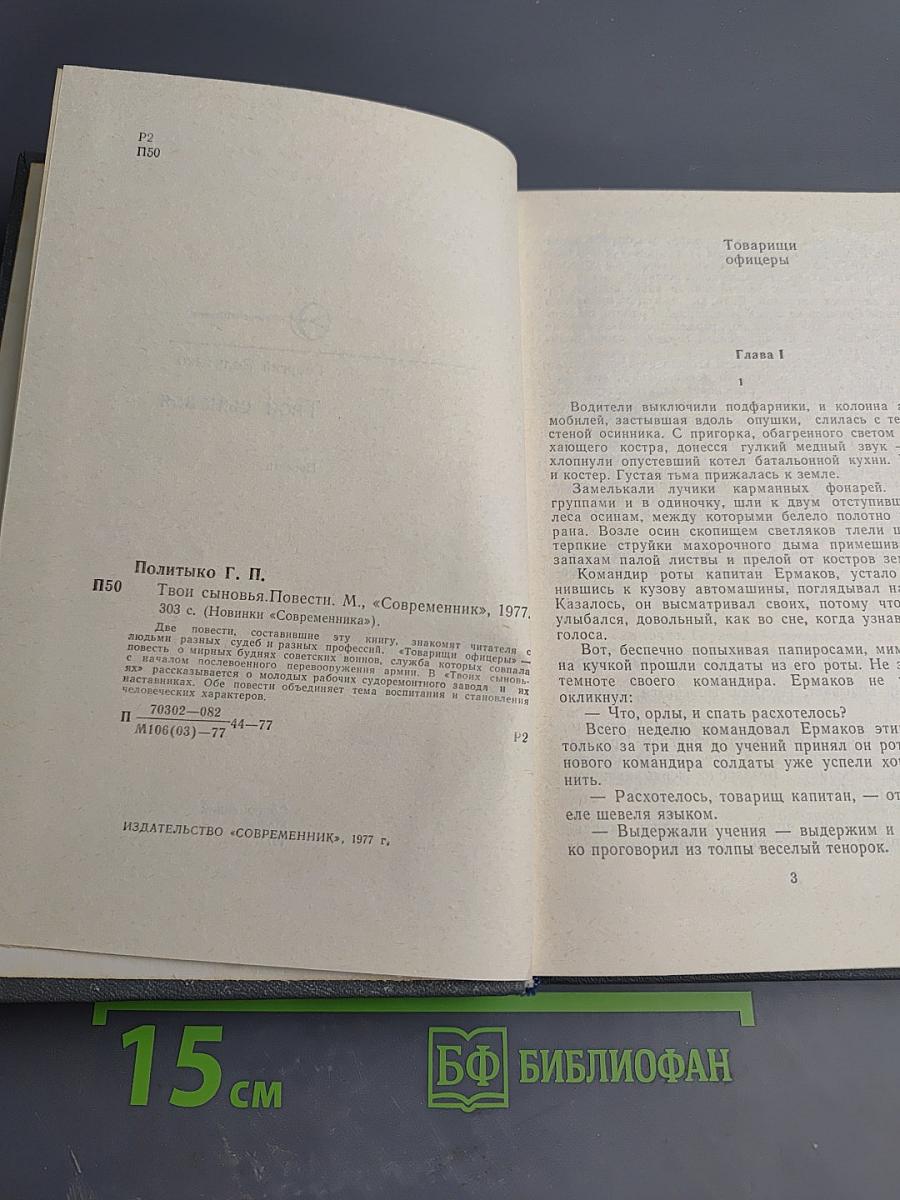 Р2
П50
Политыко Г. П.
П50 Твои сыновья.Повести. М., «Современник», 1977.
303 с. (Новинки «Современника»).
Две повести, составившие эту книгу, знакомят читателя с
людьми разных судеб и разных профессий. «Товарищи офицеры» —
повесть о мирных буднях советских воинов, служба которых совпала
с началом послевоенного перевооружения армии. В «Твоих сыновь-
ях» рассказывается о молодых рабочих судоремонтного завода и их
наставниках. Обе повести объединяет тема воспитания и становления
человеческих характеров.
П 70302—082
М106(03)—77 44—77
Р2
ИЗДАТЕЛЬСТВО «СОВРЕМЕННИК», 1977 г.
Товарищи
офицеры
Глава I
1
Водители выключили подфарники, и колонна
мобилей, застывшая вдоль опушки, слилась с
стеной осинника. С пригорка, обагренного светом
хающего костра, донесся гулкий медный звук —
хлопнули опустевший котел батальонной кухни.
и костер. Густая тьма прижалась к земле.
Замелькали лучики карманных фонарей.
группами и в одиночку, шли к двум отступивш
леса осинам, между которыми белело полотно
рана. Возле осин скопищем светляков тлели
терпкие струйки махорочного дыма примешив
запахам палой листвы и прелой от костров
Командир роты капитан Ермаков, устало
нившись к кузову автомашины, поглядывал
Казалось, он высматривал своих, потому что
улыбался, довольный, как во сне, когда узнав
голоса.
Вот, беспечно попыхивая папиросами,
на кучкой прошли солдаты из его роты. Не
темноте своего командира. Ермаков не
окликнул:
— Что, орлы, и спать расхотелось?
Всего неделю командовал Ермаков
только за три дня до учений принял он
нового командира солдаты уже успели
нить.
— Расхотелось, товарищ капитан, —
еле шевеля языком.
— Выдержали учения — выдержим и
ко проговорил из толпы веселый тенорок.
3
15 см
БФ БИБЛИОФАН